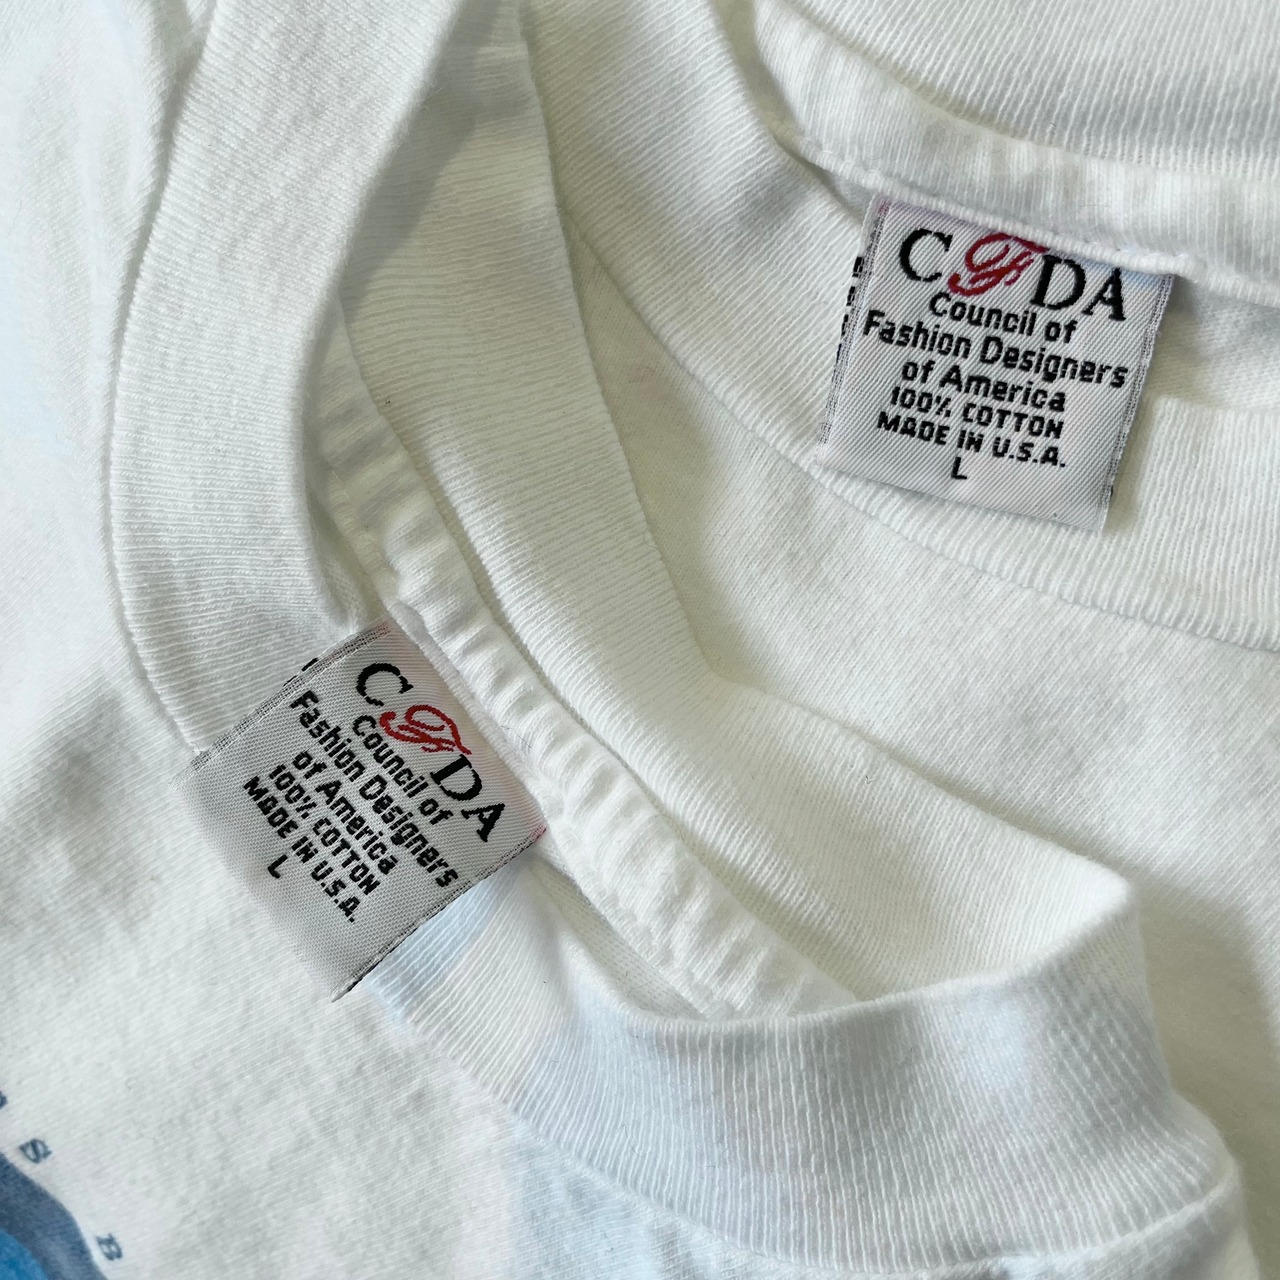 CFDA
Council of
Fashion Designers
of America
100% COTTON
MADE IN U.S.A.
L
CFDA
Council of
Fashion Designers
of America
100% COTTON
MADE IN U.S.A.
L
S
B